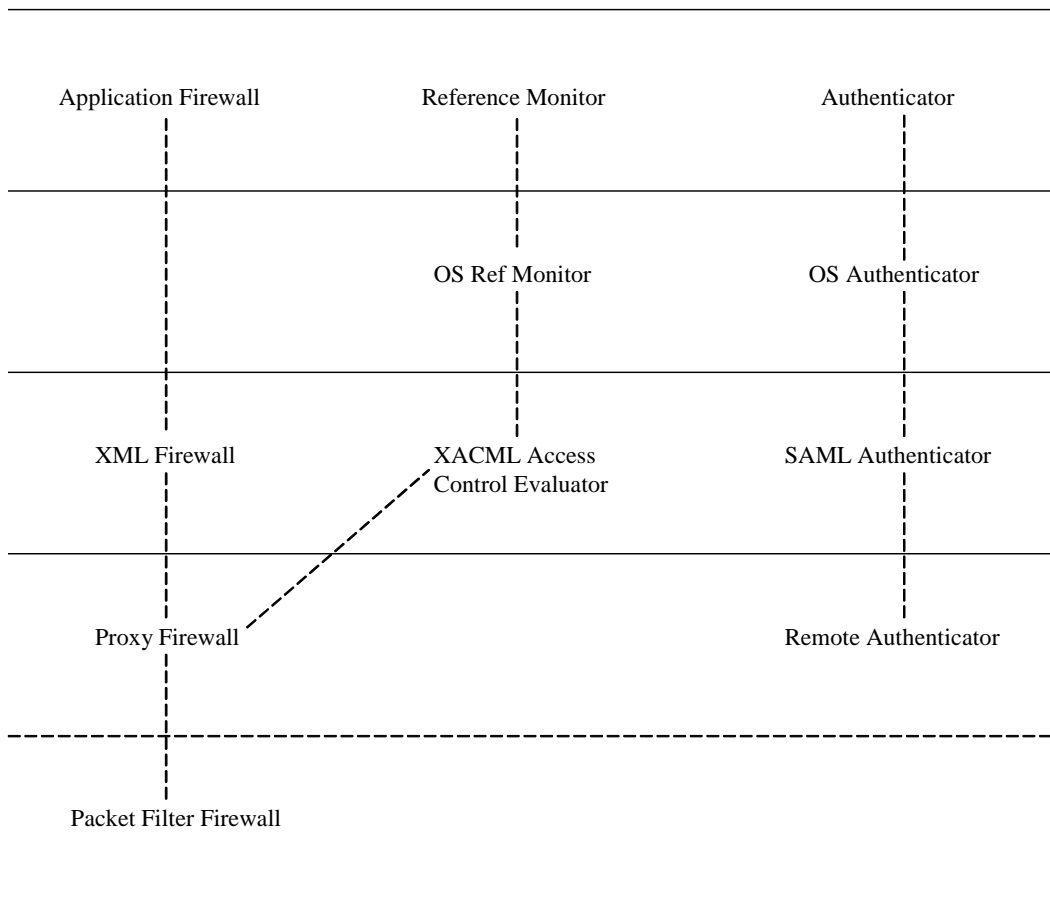 Application Firewall
Reference Monitor
Authenticator
OS Ref Monitor
OS Authenticator
XML Firewall
XACML Access
Control Evaluator
SAML Authenticator
Proxy Firewall
Remote Authenticator
Packet Filter Firewall